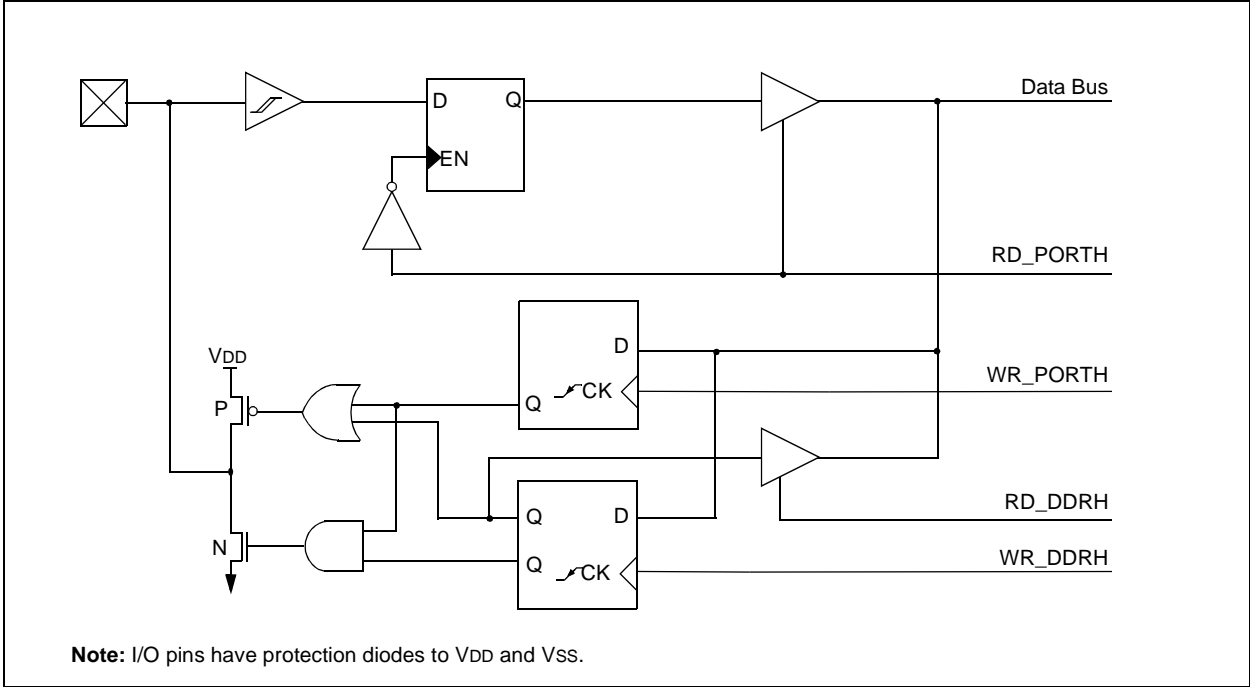 Data Bus
D Q
EN
RD_PORTH
D
WR_PORTH
Q CK
VDD
P
RD_DDRH
Q D
N
WR_DDRH
Q CK
Note: I/O pins have protection diodes to VDD and VSS.